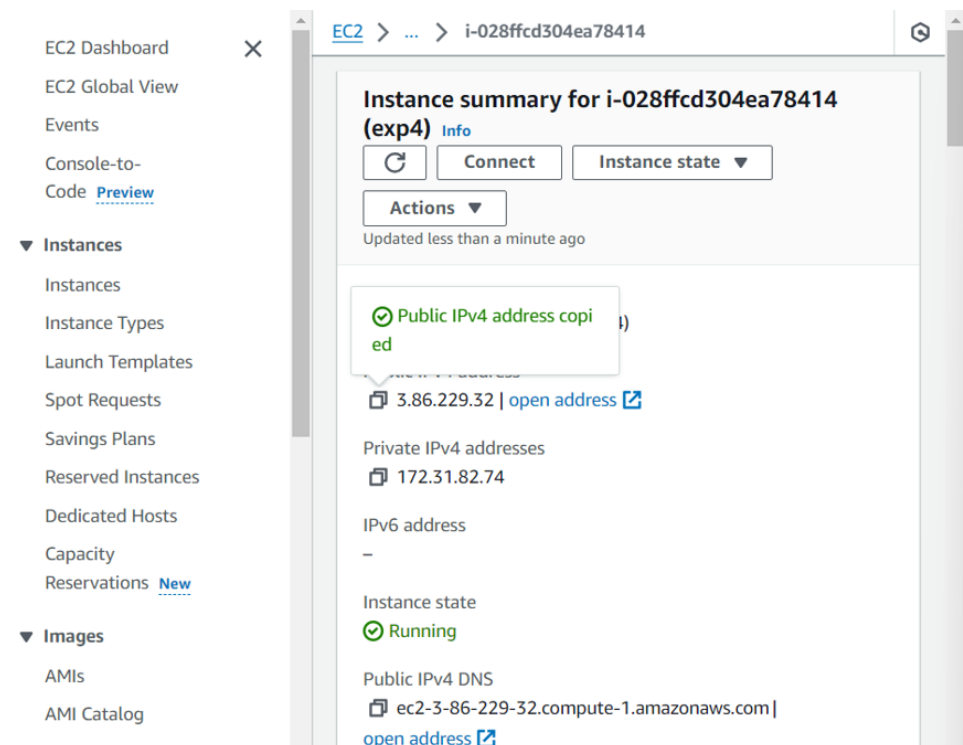 EC2 Dashboard
EC2 Global View
Events
Console-to-
Code Preview
Instances
Instances
Instance Types
Launch Templates
Spot Requests
Savings Plans
Reserved Instances
Dedicated Hosts
Capacity
Reservations New
Images
AMIs
AMI Catalog
EC2 > ... > i-028ffcd304ea78414
Instance summary for i-028ffcd304ea78414
(exp4) Info
Connect
Instance state
Actions
Updated less than a minute ago
Public IPv4 address copi
ed
4)
3.86.229.32 | open address
Private IPv4 addresses
172.31.82.74
IPv6 address
–
Instance state
Running
Public IPv4 DNS
ec2-3-86-229-32.compute-1.amazonaws.com |
open address